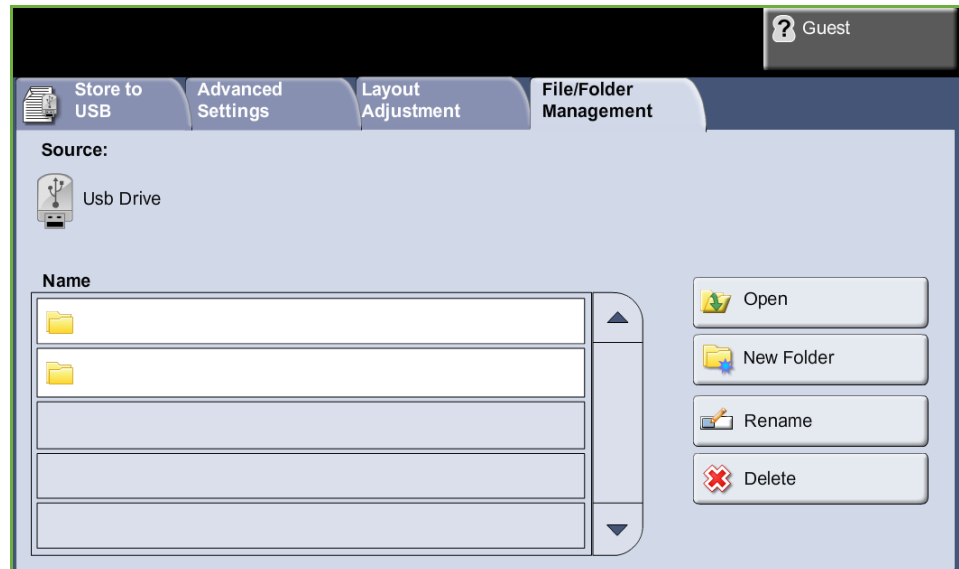 Guest
Store to
USB
Advanced
Settings
Layout
Adjustment
File/Folder
Management
Source:
Usb Drive
Name
Open
New Folder
Rename
Delete